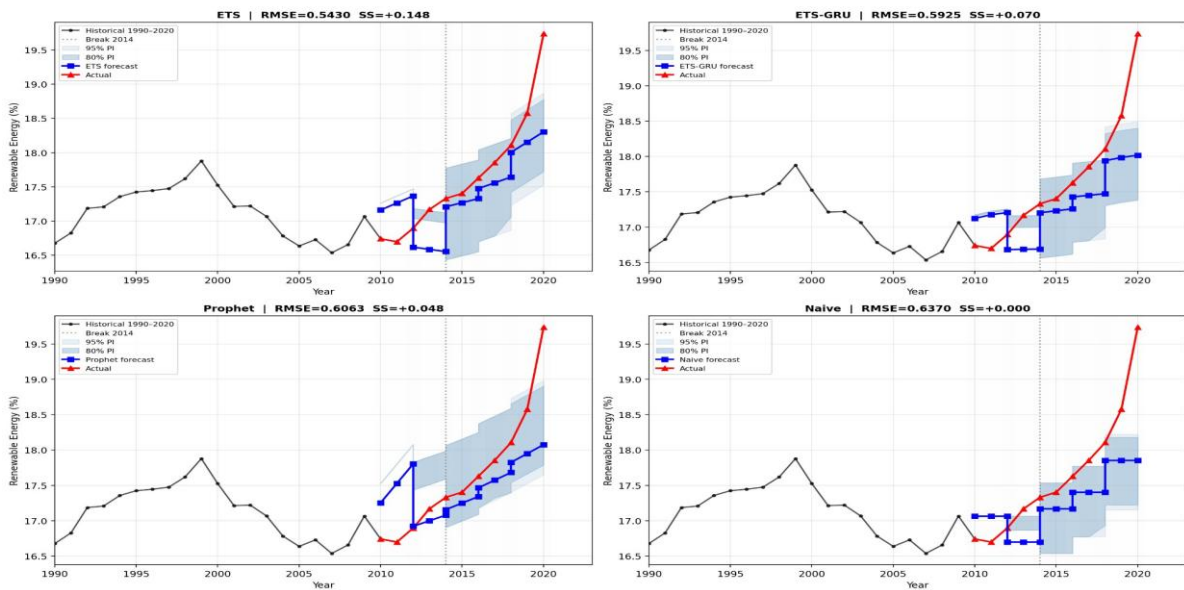 ETS | RMSE=0.5430 SS=+0.148
Renewable Energy (%)
19.5
19.0
18.5
18.0
17.5
17.0
16.5
Historical 1990–2020
Break 2014
95% PI
80% PI
ETS forecast
Actual
1990 1995 2000 2005 2010 2015 2020
Year
ETS-GRU | RMSE=0.5925 SS=+0.070
Renewable Energy (%)
19.5
19.0
18.5
18.0
17.5
17.0
16.5
Historical 1990–2020
Break 2014
95% PI
80% PI
ETS-GRU forecast
Actual
1990 1995 2000 2005 2010 2015 2020
Year
Prophet | RMSE=0.6063 SS=+0.048
Renewable Energy (%)
19.5
19.0
18.5
18.0
17.5
17.0
16.5
Historical 1990–2020
Break 2014
95% PI
80% PI
Prophet forecast
Actual
1990 1995 2000 2005 2010 2015 2020
Year
Naive | RMSE=0.6370 SS=+0.000
Renewable Energy (%)
19.5
19.0
18.5
18.0
17.5
17.0
16.5
Historical 1990–2020
Break 2014
95% PI
80% PI
Naive forecast
Actual
1990 1995 2000 2005 2010 2015 2020
Year